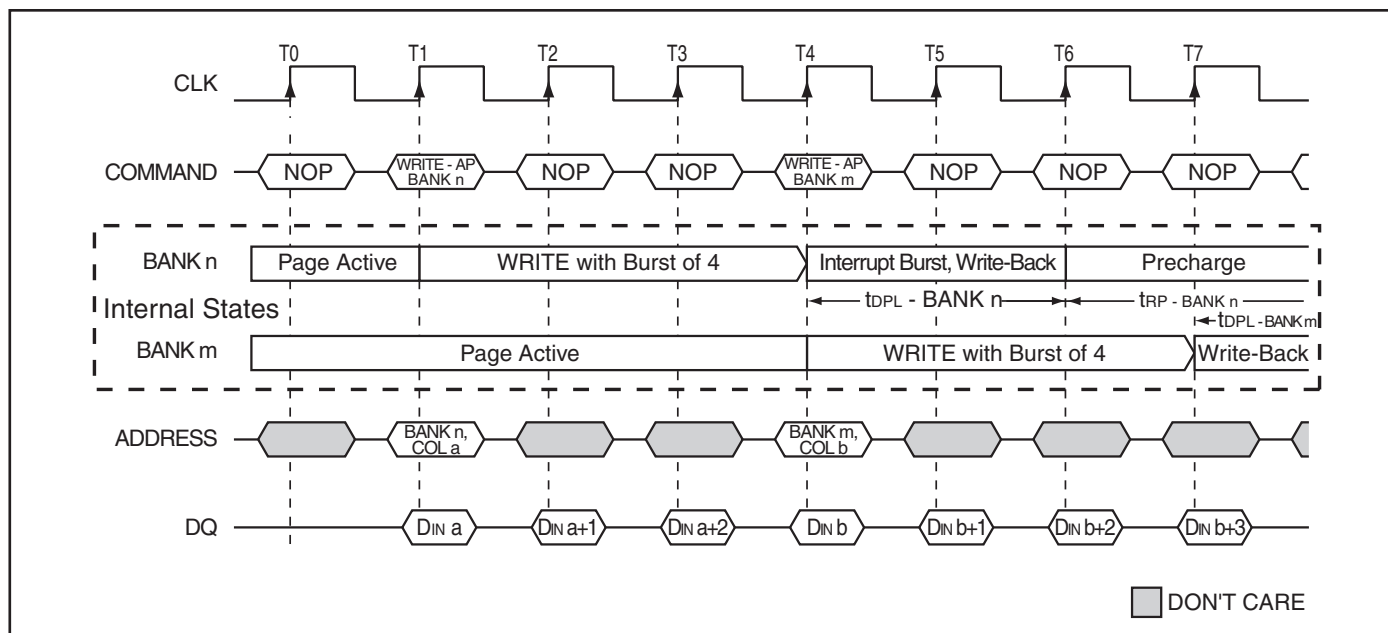 T0 T1 T2 T3 T4 T5 T6 T7
CLK
COMMAND NOP WRITE - AP BANK n NOP NOP WRITE - AP BANK m NOP NOP NOP
BANK n Page Active WRITE with Burst of 4 Interrupt Burst, Write-Back Precharge
tDPL - BANK n tRP - BANK n
Internal States
tDPL - BANK m
BANK m Page Active WRITE with Burst of 4 Write-Back
ADDRESS BANK n, COL a BANK m, COL b
DQ DIN a DIN a+1 DIN a+2 DIN b DIN b+1 DIN b+2 DIN b+3
DON'T CARE